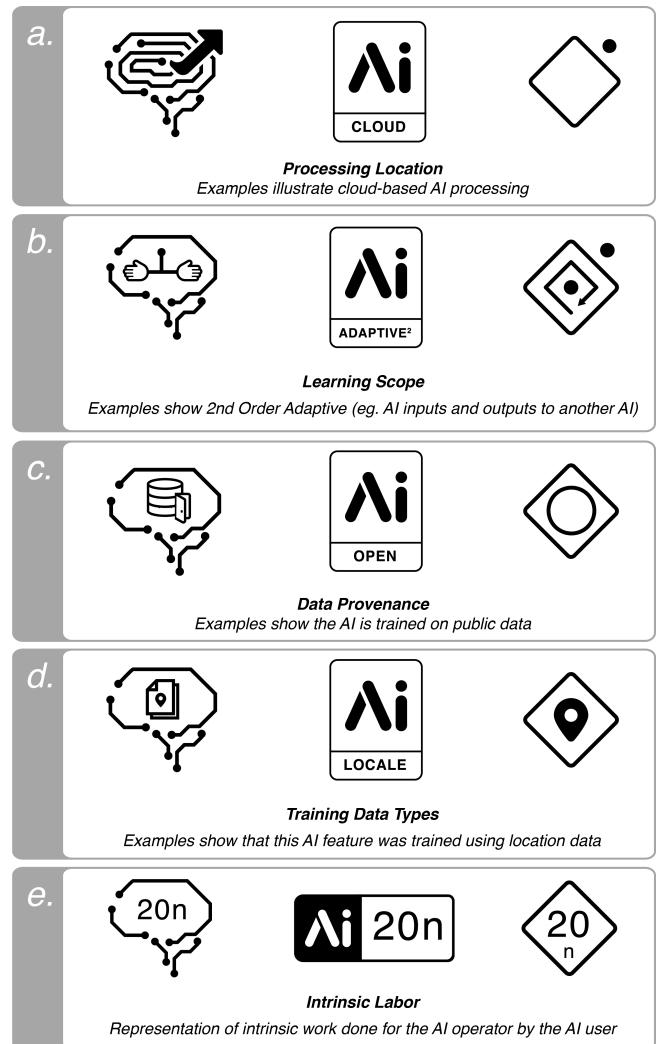 a.
Ai
CLOUD
Processing Location
Examples illustrate cloud-based AI processing
b.
Ai
ADAPTIVE²
Learning Scope
Examples show 2nd Order Adaptive (eg. AI inputs and outputs to another AI)
c.
Ai
OPEN
Data Provenance
Examples show the AI is trained on public data
d.
Ai
LOCALE
Training Data Types
Examples show that this AI feature was trained using location data
e.
20n
Ai 20n
20
n
Intrinsic Labor
Representation of intrinsic work done for the AI operator by the AI user